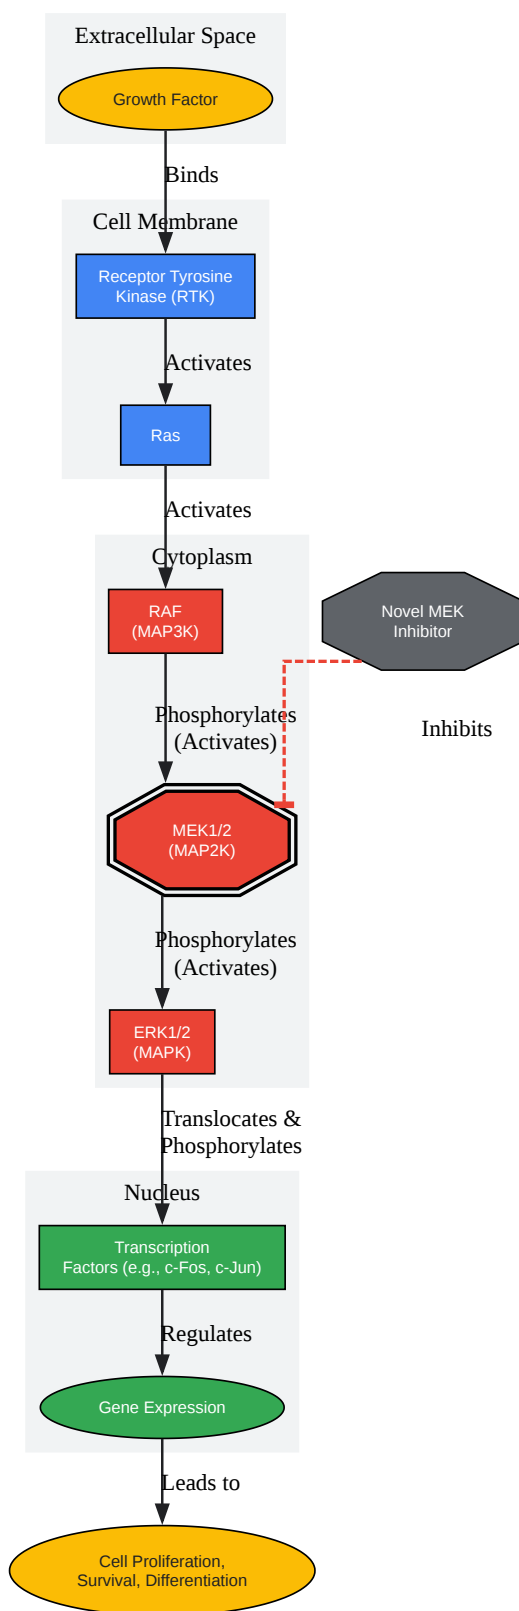 Extracellular Space
Growth Factor
Binds
Cell Membrane
Receptor Tyrosine
Kinase (RTK)
Activates
Ras
Activates
Cytoplasm
RAF
(MAP3K)
Novel MEK
Inhibitor
Phosphorylates
(Activates)
Inhibits
MEK1/2
(MAP2K)
Phosphorylates
(Activates)
ERK1/2
(MAPK)
Translocates &
Phosphorylates
Nucleus
Transcription
Factors (e.g., c-Fos, c-Jun)
Regulates
Gene Expression
Leads to
Cell Proliferation,
Survival, Differentiation